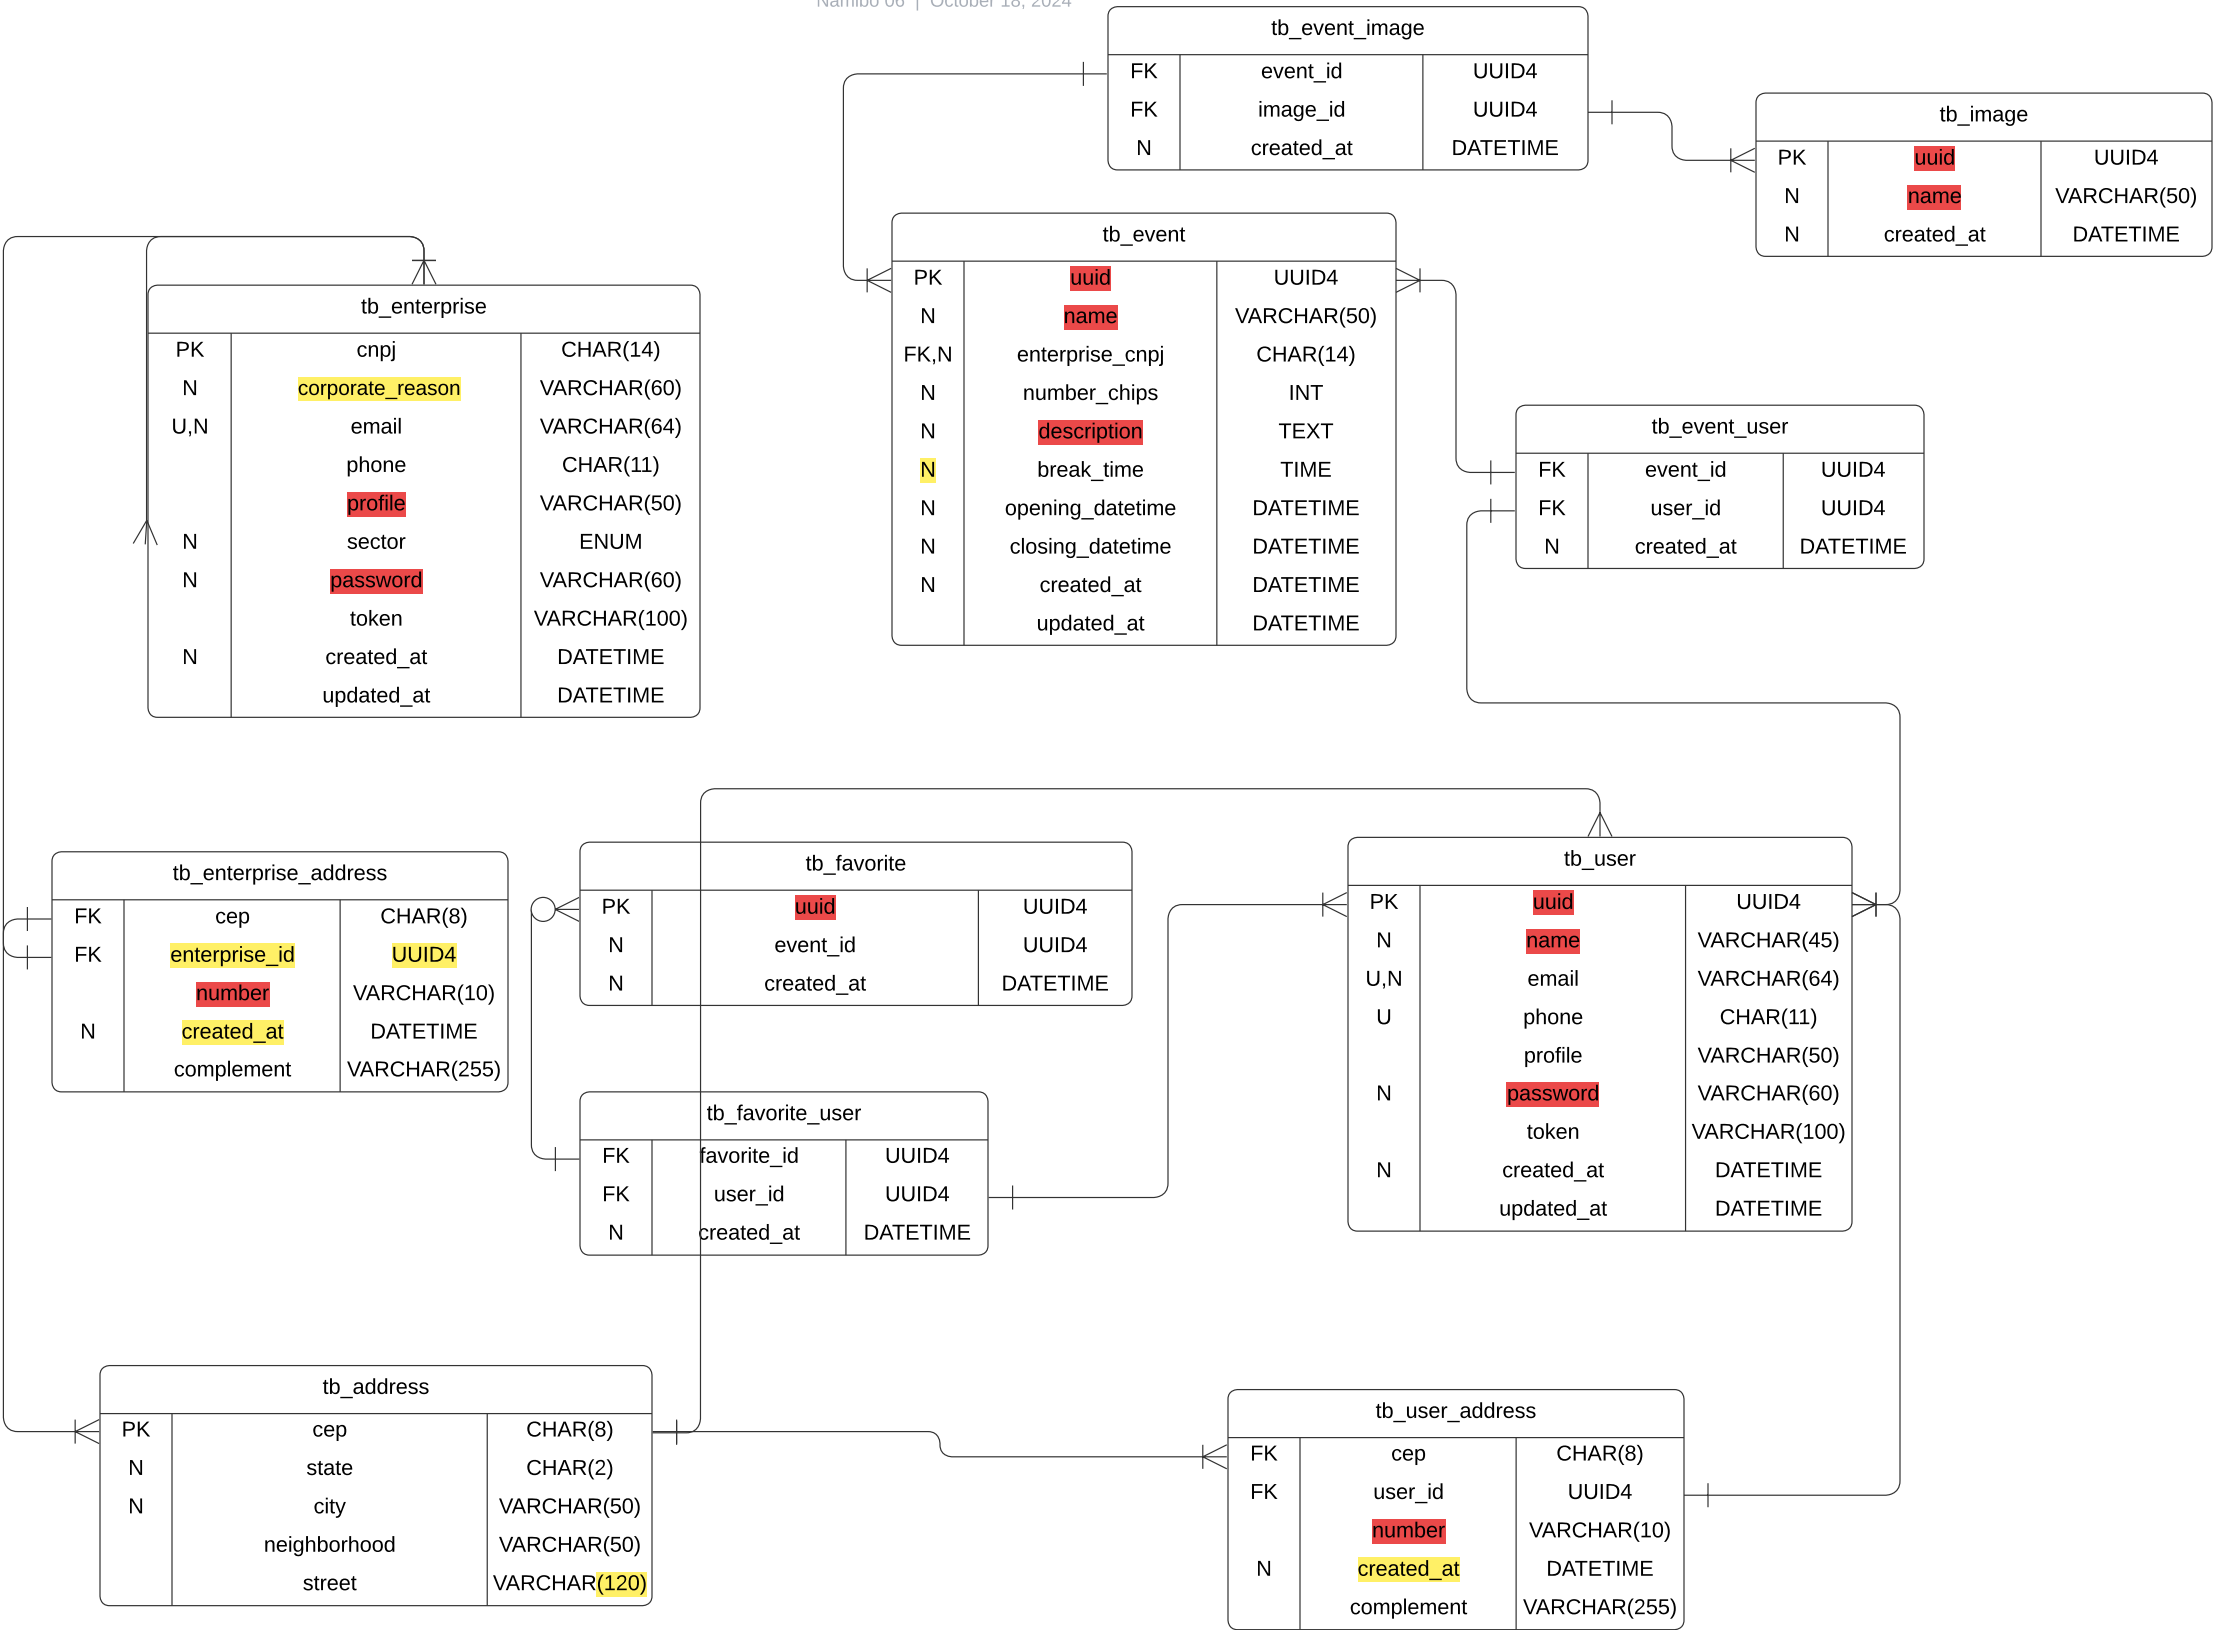 Namibo 06 | October 18, 2024
tb_event_image
FK event_id UUID4
FK image_id UUID4
N created_at DATETIME
tb_image
PK uuid UUID4
N name VARCHAR(50)
N created_at DATETIME
tb_event
PK uuid UUID4
N name VARCHAR(50)
FK,N enterprise_cnpj CHAR(14)
N number_chips INT
N description TEXT
N break_time TIME
N opening_datetime DATETIME
N closing_datetime DATETIME
N created_at DATETIME
updated_at DATETIME
tb_enterprise
PK cnpj CHAR(14)
N corporate_reason VARCHAR(60)
U,N email VARCHAR(64)
phone CHAR(11)
profile VARCHAR(50)
N sector ENUM
N password VARCHAR(60)
token VARCHAR(100)
N created_at DATETIME
updated_at DATETIME
tb_event_user
FK event_id UUID4
FK user_id UUID4
N created_at DATETIME
tb_enterprise_address
FK cep CHAR(8)
FK enterprise_id UUID4
number VARCHAR(10)
N created_at DATETIME
complement VARCHAR(255)
tb_favorite
PK uuid UUID4
N event_id UUID4
N created_at DATETIME
tb_user
PK uuid UUID4
N name VARCHAR(45)
U,N email VARCHAR(64)
U phone CHAR(11)
profile VARCHAR(50)
N password VARCHAR(60)
token VARCHAR(100)
N created_at DATETIME
updated_at DATETIME
tb_favorite_user
FK favorite_id UUID4
FK user_id UUID4
N created_at DATETIME
tb_address
PK cep CHAR(8)
N state CHAR(2)
N city VARCHAR(50)
neighborhood VARCHAR(50)
street VARCHAR(120)
tb_user_address
FK cep CHAR(8)
FK user_id UUID4
number VARCHAR(10)
N created_at DATETIME
complement VARCHAR(255)